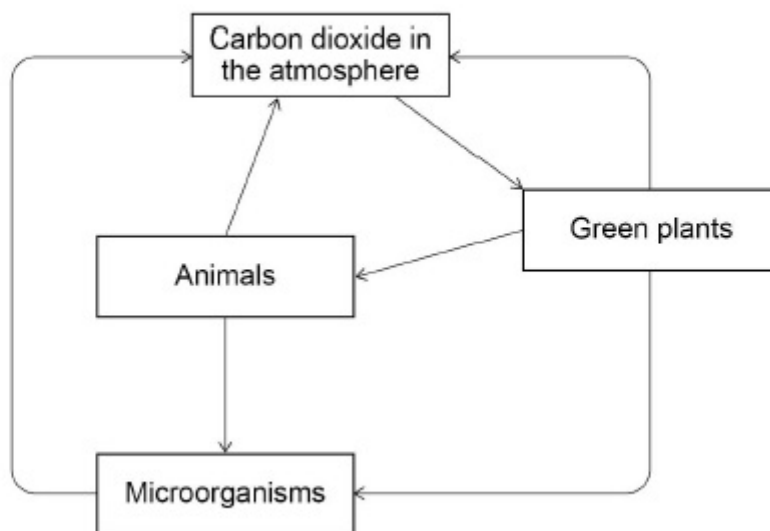 Carbon dioxide in
the atmosphere
Green plants
Animals
Microorganisms